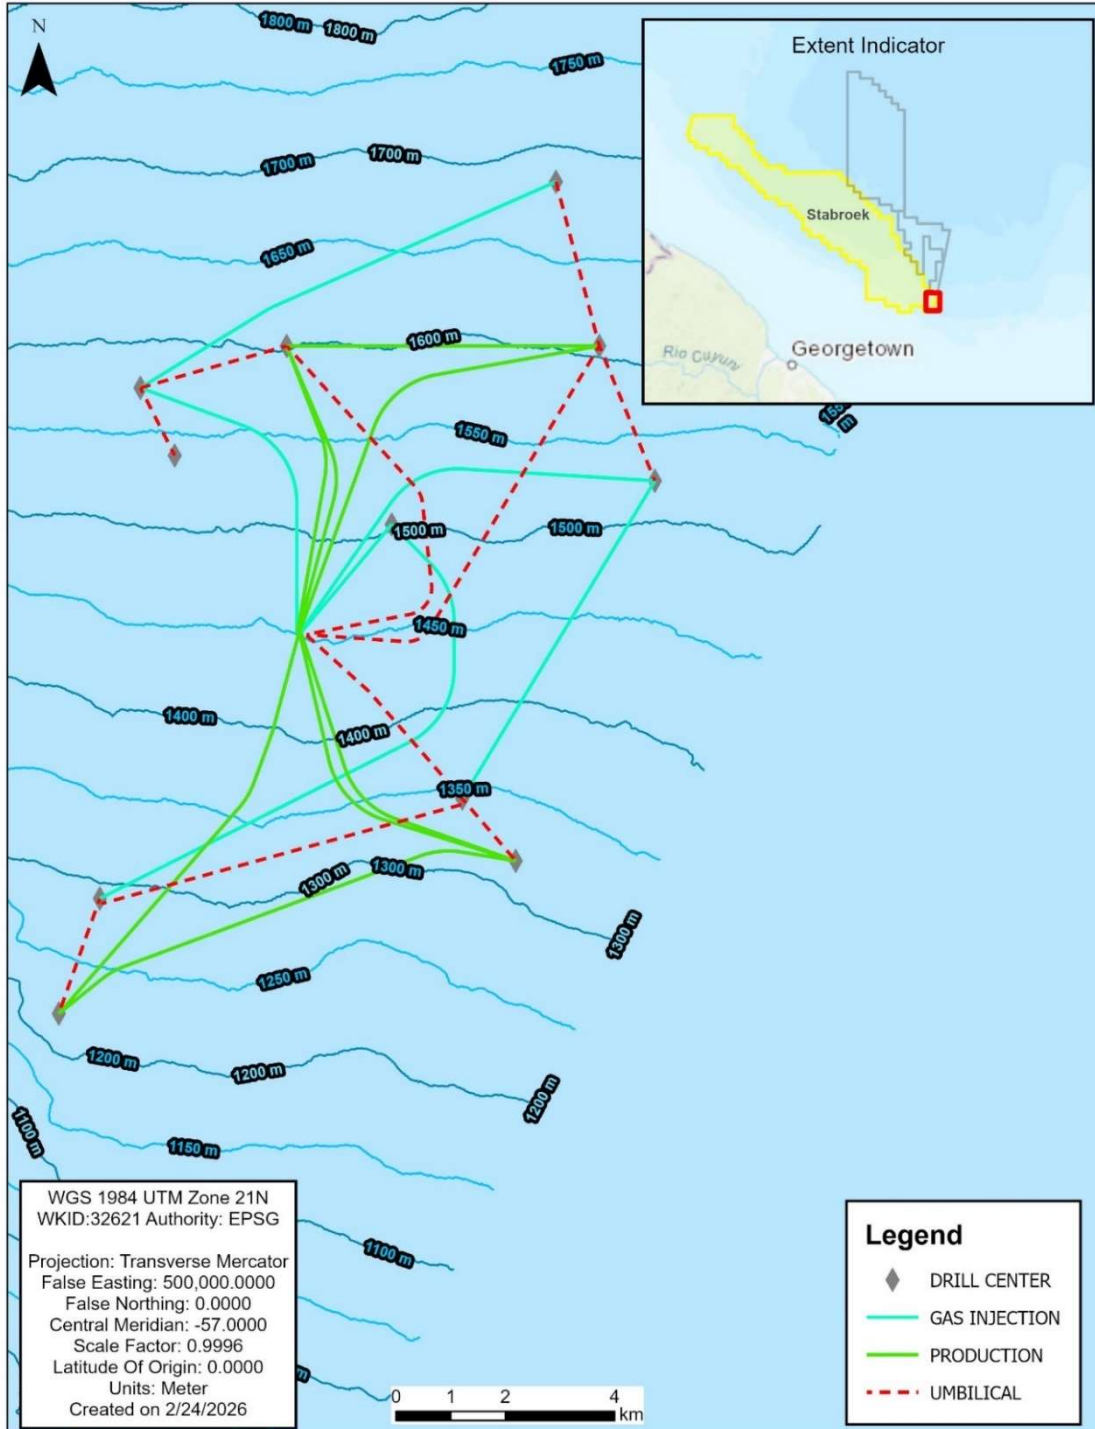 N
1800 m
1800 m
1750 m
1700 m
1700 m
1650 m
1600 m
1550 m
1500 m
1500 m
1450 m
1400 m
1400 m
1350 m
1300 m
1300 m
1300 m
1250 m
1200 m
1200 m
1200 m
1100 m
1150 m
1100 m
Extent Indicator
Stabroek
Georgetown
Rio Cuyuni
WGS 1984 UTM Zone 21N
WKID:32621 Authority: EPSG
Projection: Transverse Mercator
False Easting: 500,000.0000
False Northing: 0.0000
Central Meridian: -57.0000
Scale Factor: 0.9996
Latitude Of Origin: 0.0000
Units: Meter
Created on 2/24/2026
0 1 2 4
km
Legend
DRILL CENTER
GAS INJECTION
PRODUCTION
UMBILICAL